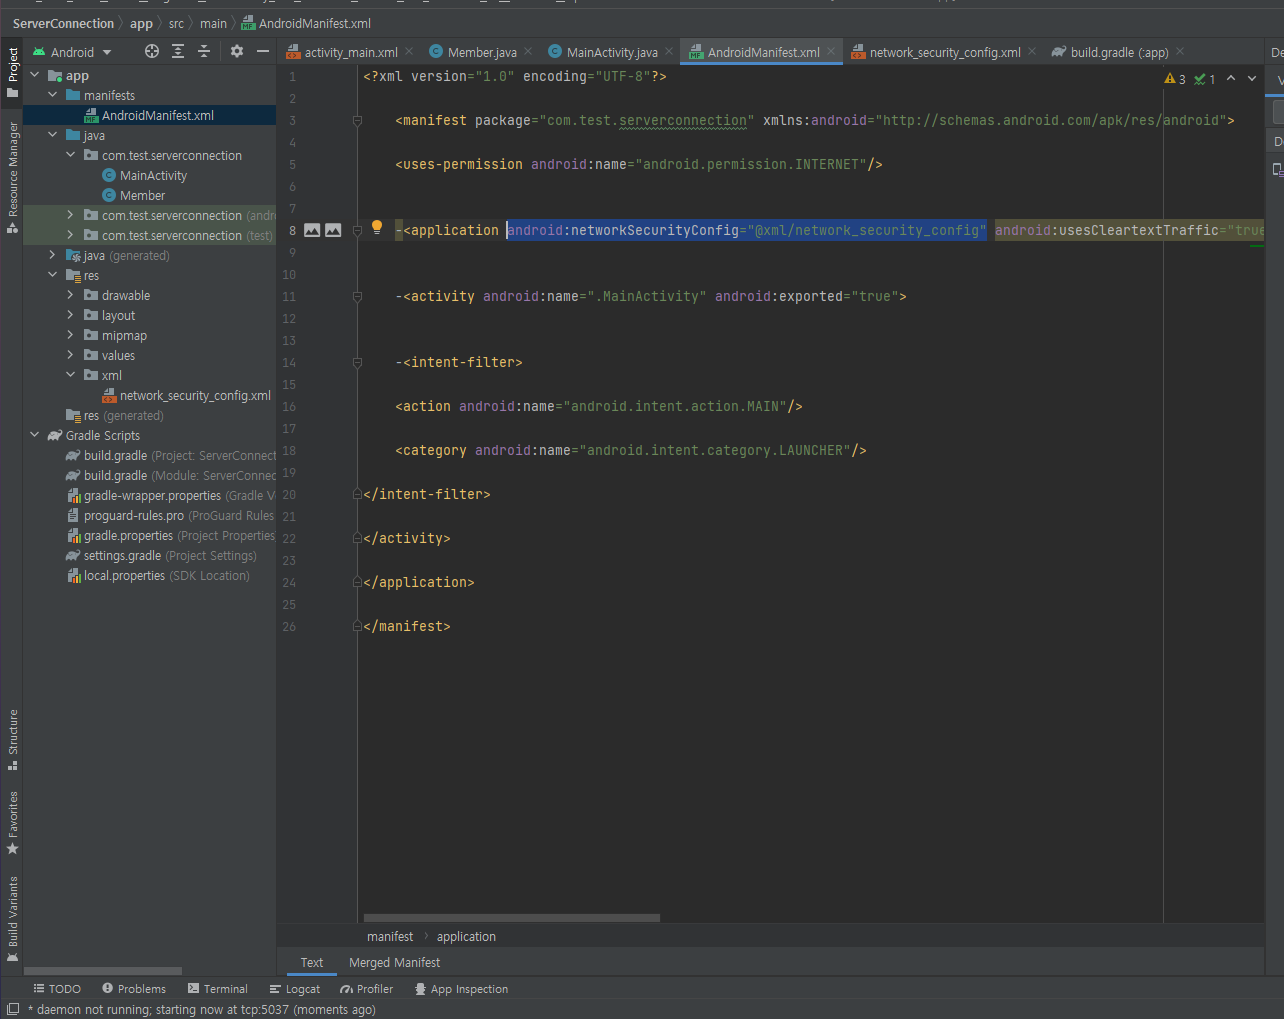 ServerConnection app src main AndroidManifest.xml
Project
Resource Manager
Structure
Favorites
Build Variants
Android
app
manifests
AndroidManifest.xml
java
com.test.serverconnection
MainActivity
Member
com.test.serverconnection (andro
com.test.serverconnection (test)
java (generated)
res
drawable
layout
mipmap
values
xml
network_security_config.xml
res (generated)
Gradle Scripts
build.gradle (Project: ServerConnect
build.gradle (Module: ServerConnec
gradle-wrapper.properties (Gradle V
proguard-rules.pro (ProGuard Rules
gradle.properties (Project Properties
settings.gradle (Project Settings)
local.properties (SDK Location)
activity_main.xml Member.java MainActivity.java AndroidManifest.xml network_security_config.xml build.gradle (:app)
De
3 1
1 <?xml version="1.0" encoding="UTF-8"?>
2
3 <manifest package="com.test.serverconnection" xmlns:android="http://schemas.android.com/apk/res/android">
4
5 <uses-permission android:name="android.permission.INTERNET"/>
6
7
8 -<application android:networkSecurityConfig="@xml/network_security_config" android:usesCleartextTraffic="true
9
10
11 -<activity android:name=".MainActivity" android:exported="true">
12
13
14 -<intent-filter>
15
16 <action android:name="android.intent.action.MAIN"/>
17
18 <category android:name="android.intent.category.LAUNCHER"/>
19
20 </intent-filter>
21
22 </activity>
23
24 </application>
25
26 </manifest>
manifest application
Text Merged Manifest
TODO Problems Terminal Logcat Profiler App Inspection
* daemon not running; starting now at tcp:5037 (moments ago)